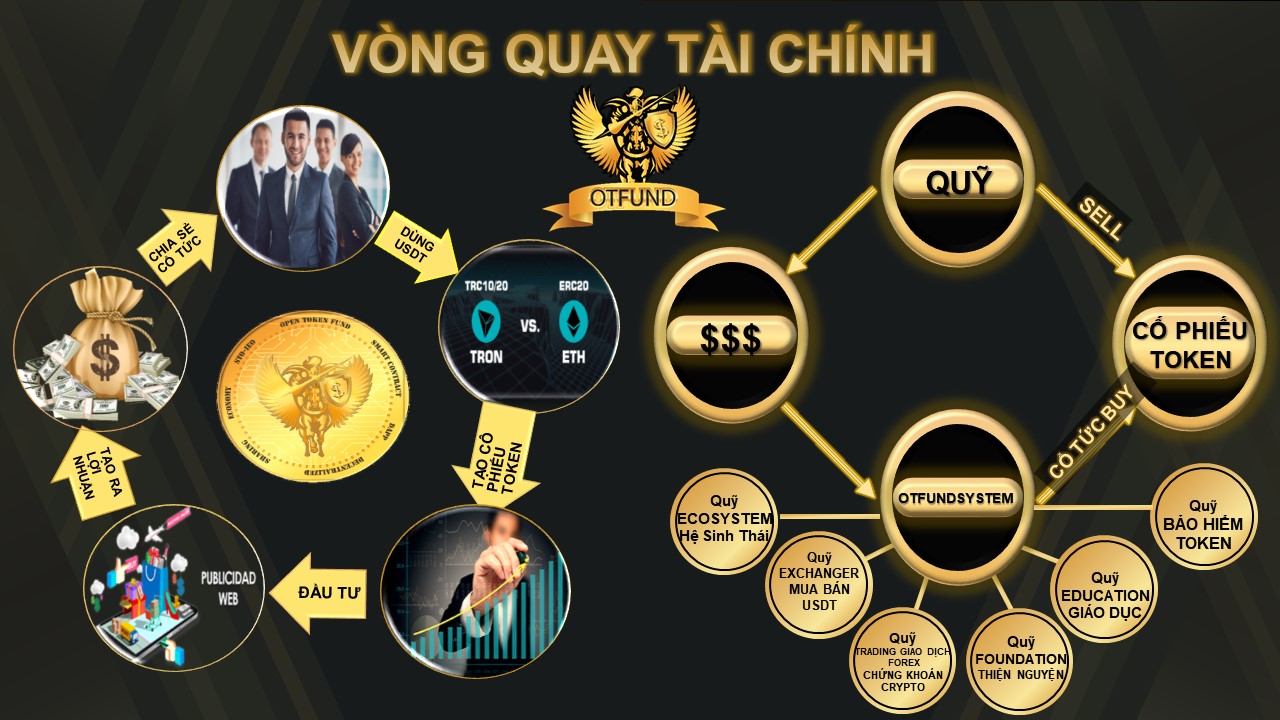 VÒNG QUAY TÀI CHÍNH
OTFUND
CHIA SẺ
CỔ TỨC
DÙNG
USDT
TRC10/20
ERC20
VS.
TRON
ETH
TẠO CỔ
PHIẾU
TOKEN
ĐẦU TƯ
PUBLICIDAD
WEB
TẠO RA
LỢI
NHUẬN
OPEN TOKEN FUND
SMART CONTRACT
DAPP
DECENTRALIZED
SHARING
ECONOMY
STO-IEO
QUỸ
SELL
$$$
CỔ PHIẾU
TOKEN
CỔ TỨC BUY
OTFUNDSYSTEM
Quỹ
ECOSYSTEM
Hệ Sinh Thái
Quỹ
EXCHANGER
MUA BÁN
USDT
Quỹ
TRADING GIAO DỊCH
FOREX
CHỨNG KHOÁN
CRYPTO
Quỹ
FOUNDATION
THIỆN NGUYỆN
Quỹ
EDUCATION
GIÁO DỤC
Quỹ
BẢO HIỂM
TOKEN